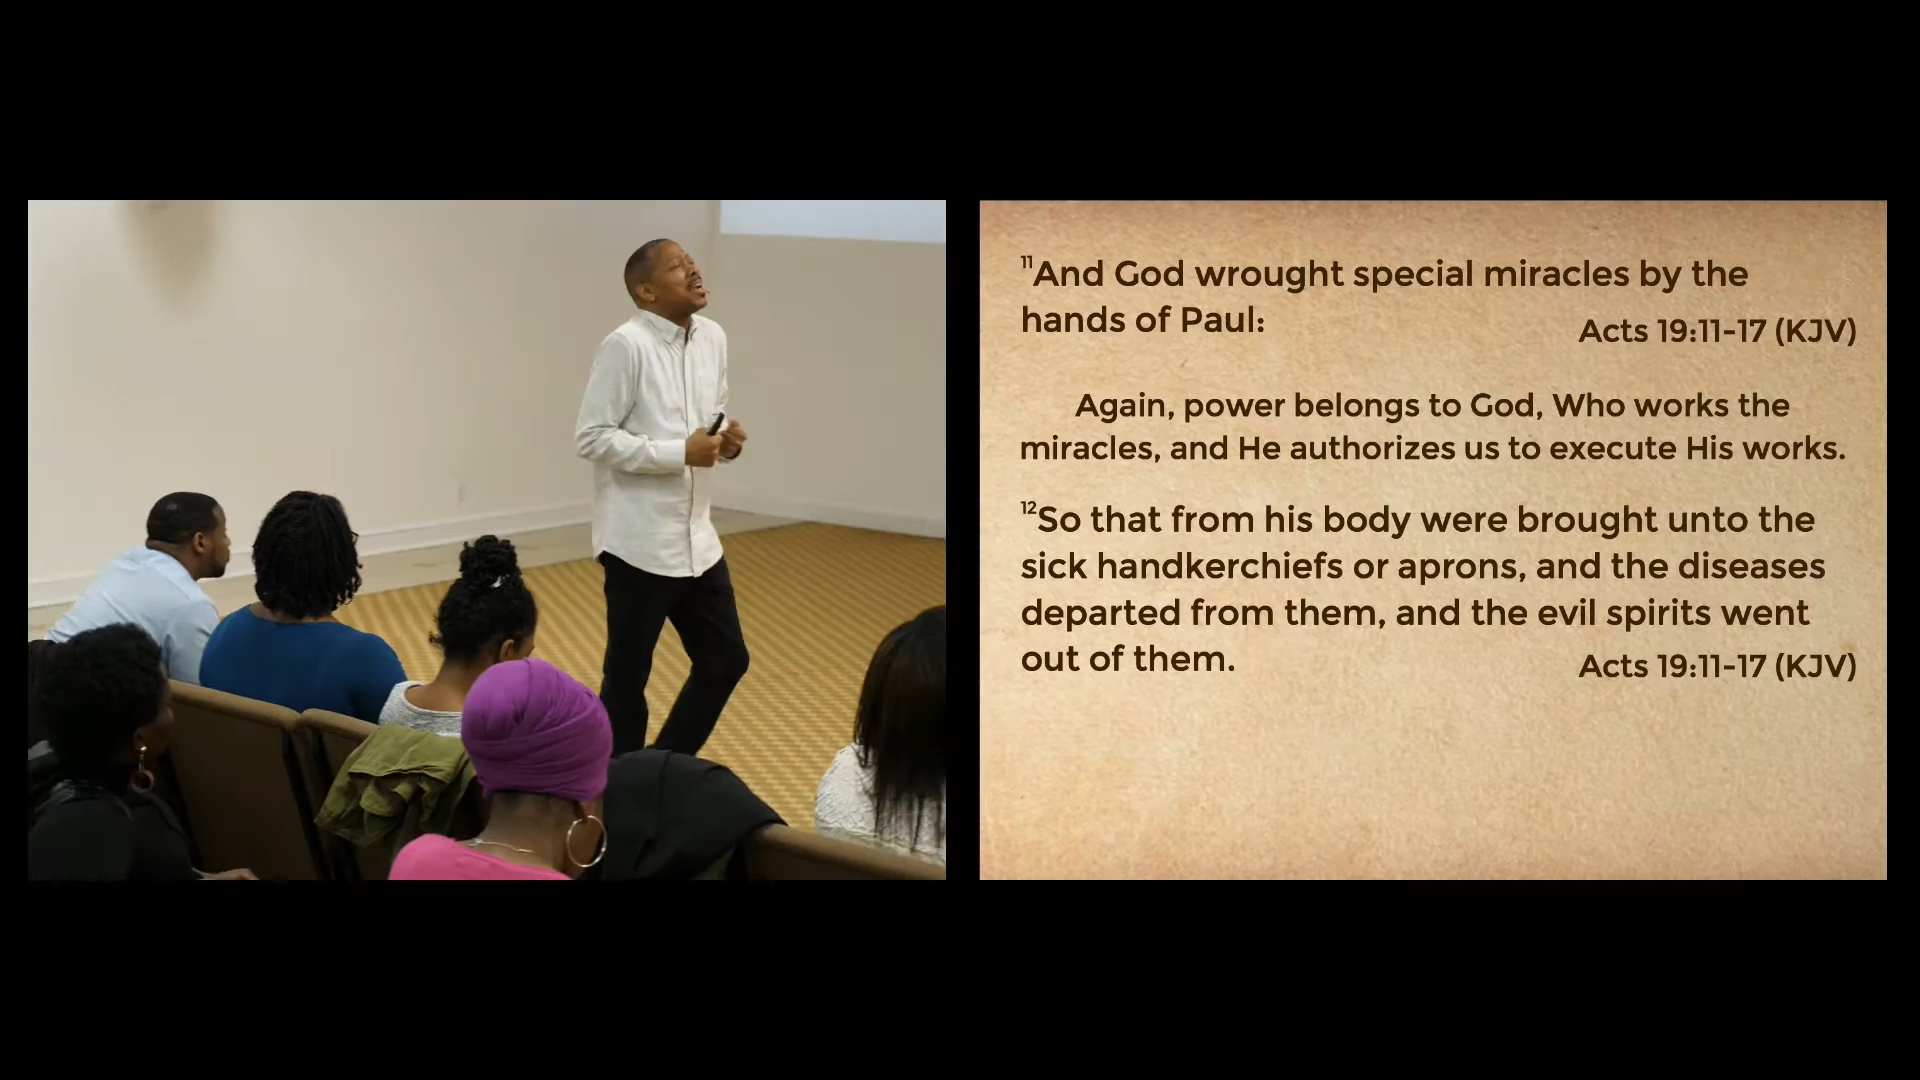 ¹¹And God wrought special miracles by the
hands of Paul:
Acts 19:11-17 (KJV)
Again, power belongs to God, Who works the
miracles, and He authorizes us to execute His works.
¹²So that from his body were brought unto the
sick handkerchiefs or aprons, and the diseases
departed from them, and the evil spirits went
out of them.
Acts 19:11-17 (KJV)